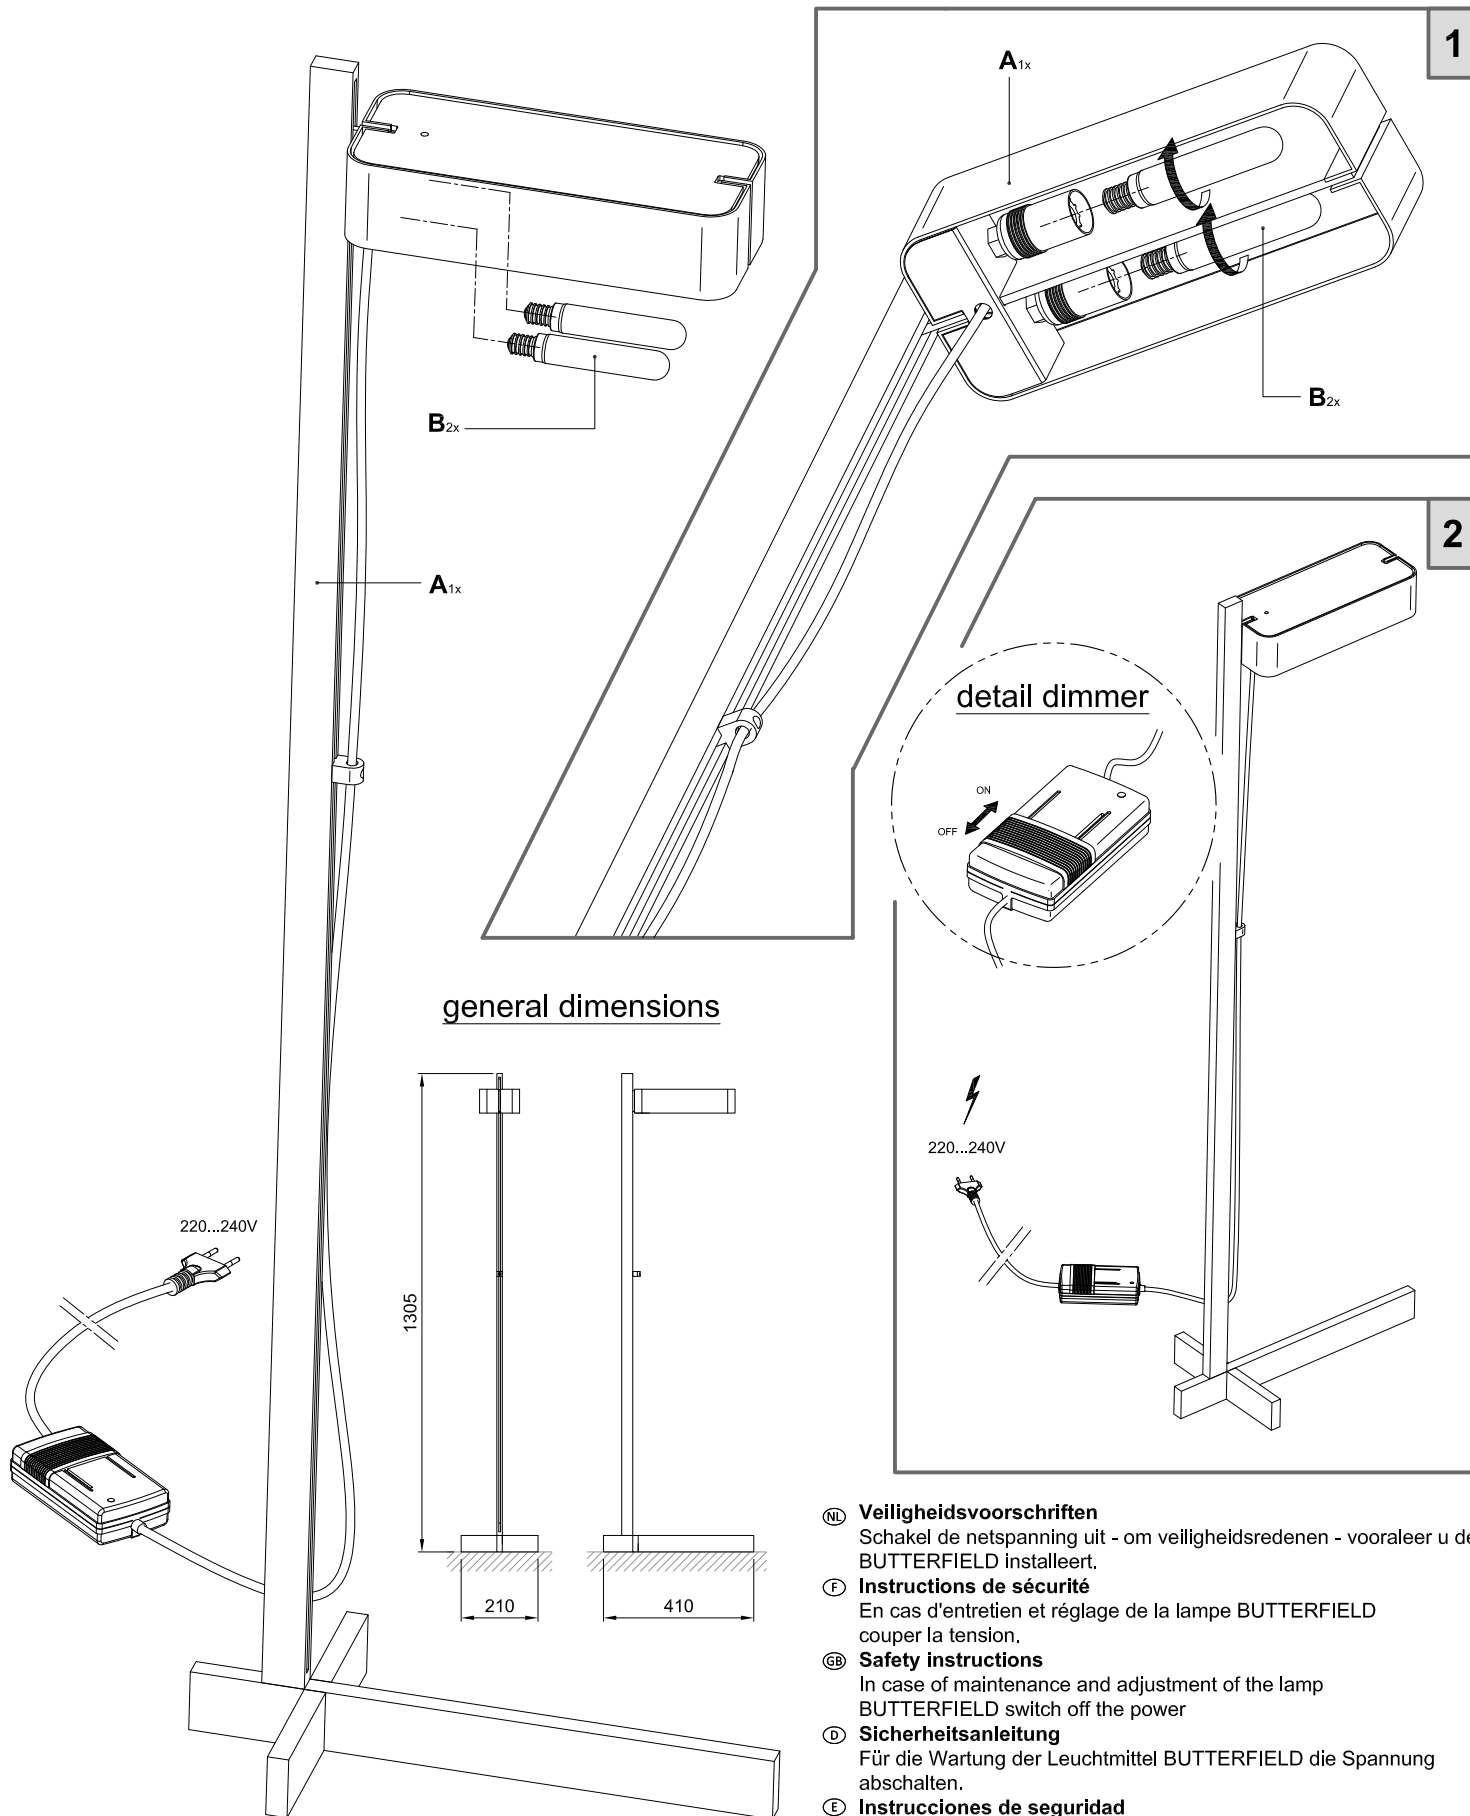 1
A1x
B2x
B2x
A1x
2
detail dimmer
ON
OFF
general dimensions
220...240V
220...240V
1305
210
410
NL Veiligheidsvoorschriften
Schakel de netspanning uit - om veiligheidsredenen - vooraleer u de
BUTTERFIELD installeert.
F Instructions de sécurité
En cas d'entretien et réglage de la lampe BUTTERFIELD
couper la tension.
GB Safety instructions
In case of maintenance and adjustment of the lamp
BUTTERFIELD switch off the power
D Sicherheitsanleitung
Für die Wartung der Leuchtmittel BUTTERFIELD die Spannung
abschalten.
E Instrucciones de seguridad